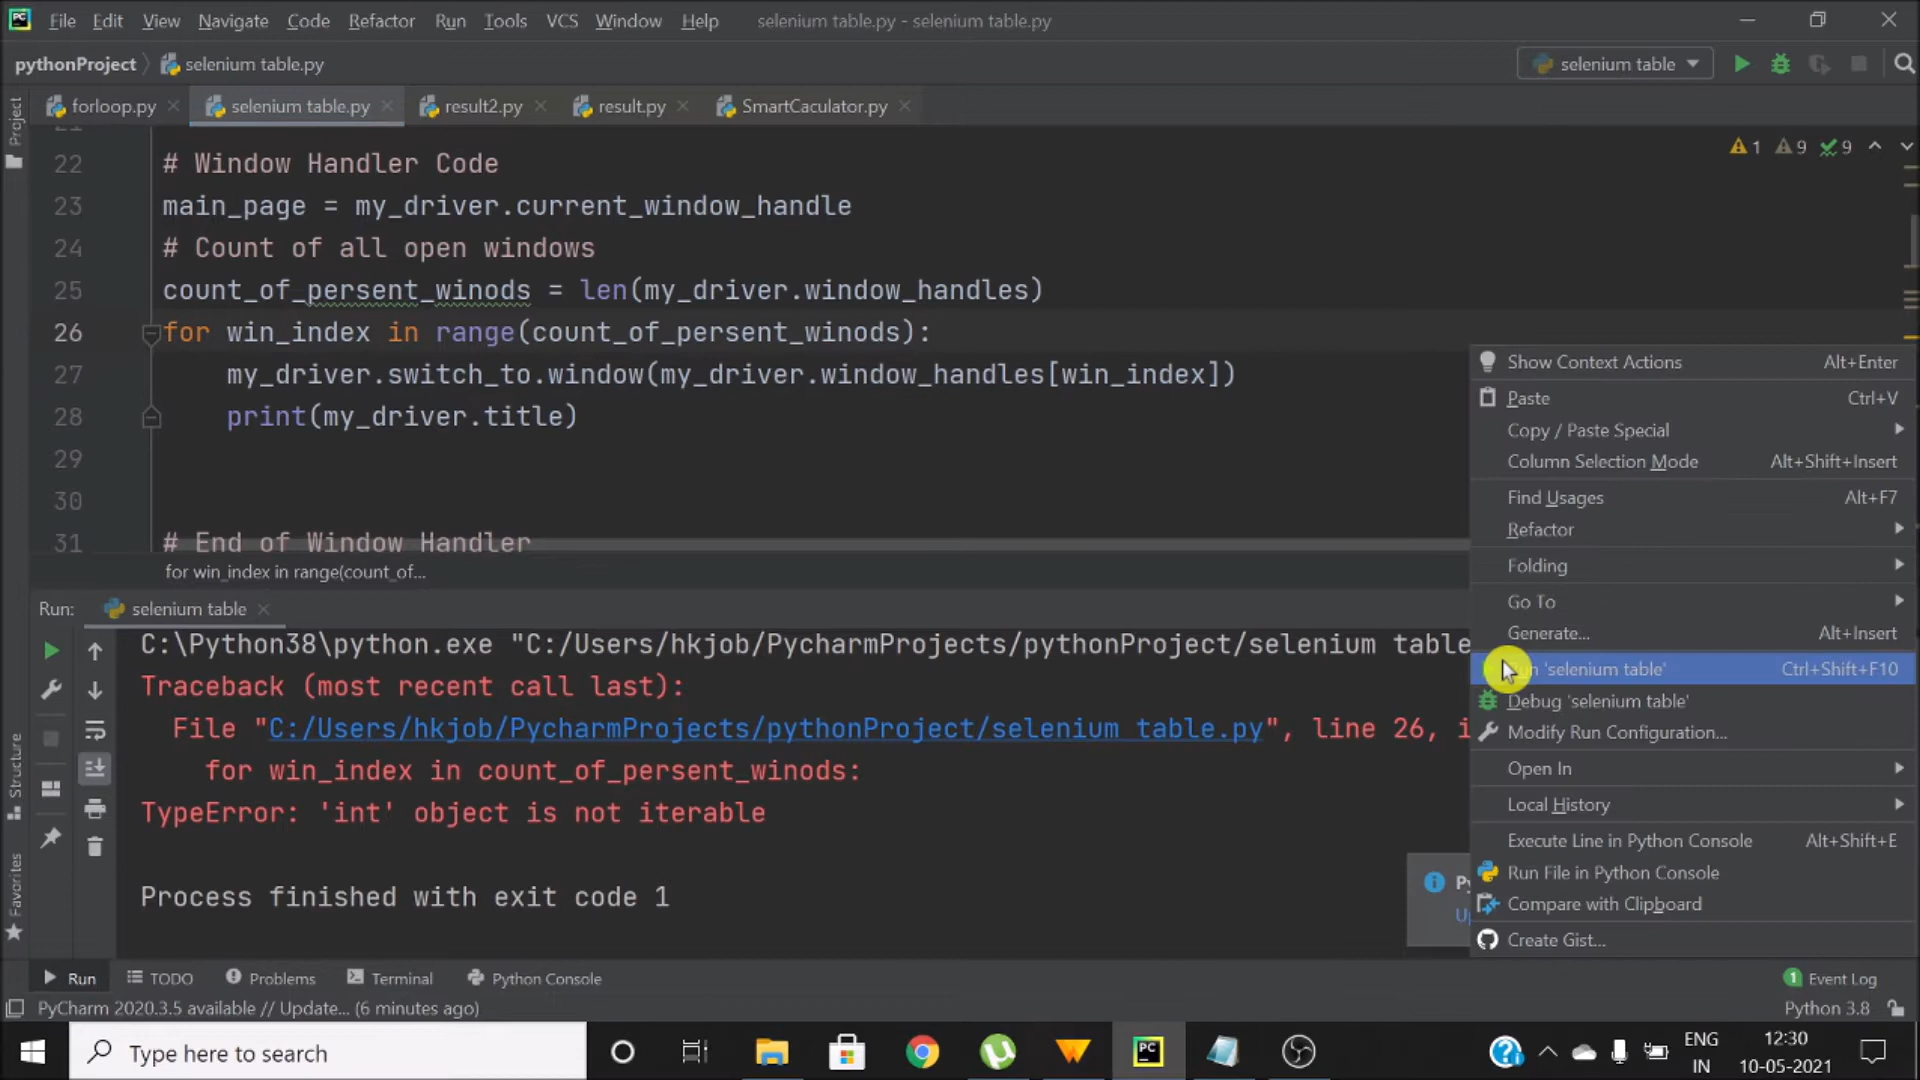 File Edit View Navigate Code Refactor Run Tools VCS Window Help selenium table.py - selenium table.py
pythonProject selenium table.py selenium table
forloop.py selenium table.py result2.py result.py SmartCaculator.py
Project
22 # Window Handler Code
1 9 9
23 main_page = my_driver.current_window_handle
24 # Count of all open windows
25 count_of_persent_winods = len(my_driver.window_handles)
26 for win_index in range(count_of_persent_winods):
27 my_driver.switch_to.window(my_driver.window_handles[win_index])
28 print(my_driver.title)
29
30
31 # End of Window Handler
for win_index in range(count_of...
Show Context Actions Alt+Enter
Paste Ctrl+V
Copy / Paste Special
Column Selection Mode Alt+Shift+Insert
Find Usages Alt+F7
Refactor
Folding
Go To
Generate... Alt+Insert
'selenium table' Ctrl+Shift+F10
Debug 'selenium table'
Modify Run Configuration...
Open In
Local History
Execute Line in Python Console Alt+Shift+E
Run File in Python Console
Compare with Clipboard
Create Gist...
Run: selenium table
C:\Python38\python.exe "C:/Users/hkjob/PycharmProjects/pythonProject/selenium table
Traceback (most recent call last):
File "C:/Users/hkjob/PycharmProjects/pythonProject/selenium table.py", line 26, i
for win_index in count_of_persent_winods:
TypeError: 'int' object is not iterable
Process finished with exit code 1
Structure
Favorites
Run TODO Problems Terminal Python Console 1 Event Log
PyCharm 2020.3.5 available // Update... (6 minutes ago) Python 3.8
Type here to search
PC
ENG
IN
12:30
10-05-2021